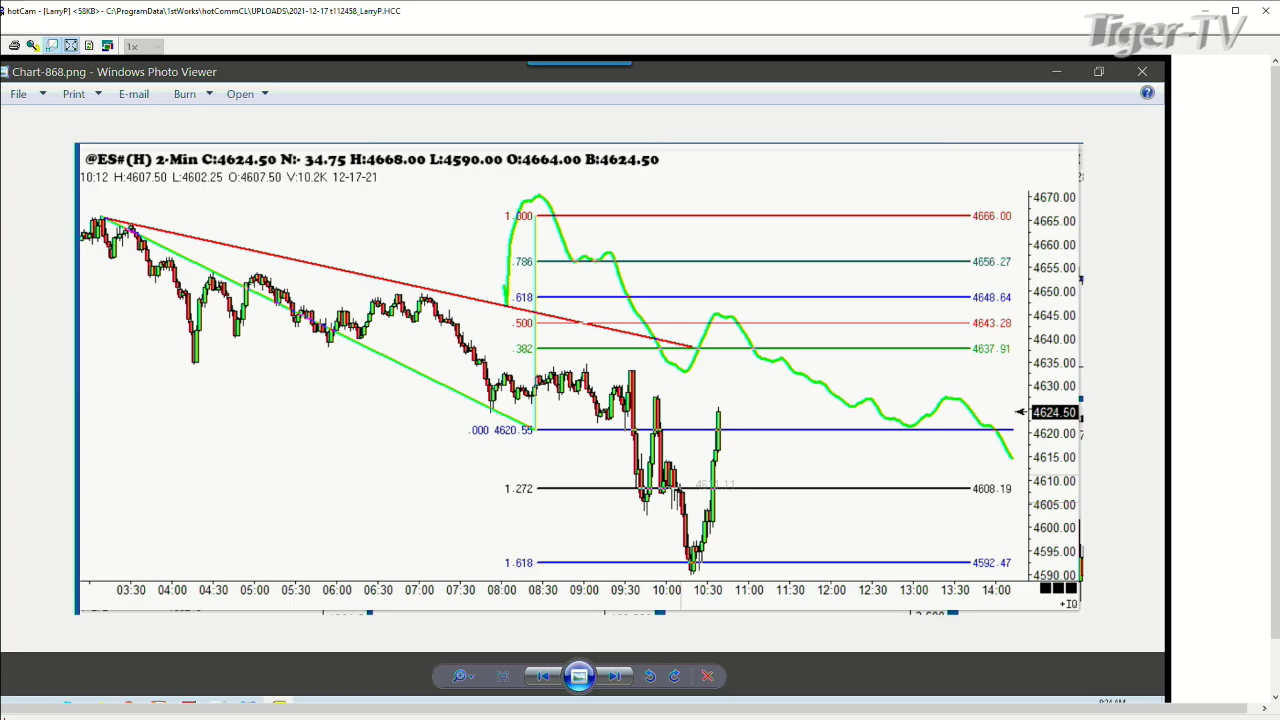 hotCam - [LarryP] <58KB> - C:\ProgramData\1stWorks\hotCommCL\UPLOADS\2021-12-17 t112458_LarryP.HCC
Tiger-TV
1x
Chart-868.png - Windows Photo Viewer
File Print E-mail Burn Open
@ES#(H) 2-Min C:4624.50 N:- 34.75 H:4668.00 L:4590.00 O:4664.00 B:4624.50
10:12 H:4607.50 L:4602.25 O:4607.50 V:10.2K 12-17-21
4670.00
1.000 4666.00 4665.00
4660.00
.786 4656.27 4655.00
4650.00
.618 4648.64
4645.00
.500 4643.28
4640.00
.382 4637.91
4635.00
4630.00
4624.50
.000 4620.55 4620.00
4615.00
4610.00
1.272 4608.19
4605.00
4600.00
4595.00
1.618 4592.47
4590.00
03:30 04:00 04:30 05:00 05:30 06:00 06:30 07:00 07:30 08:00 08:30 09:00 09:30 10:00 10:30 11:00 11:30 12:00 12:30 13:00 13:30 14:00
+IQ